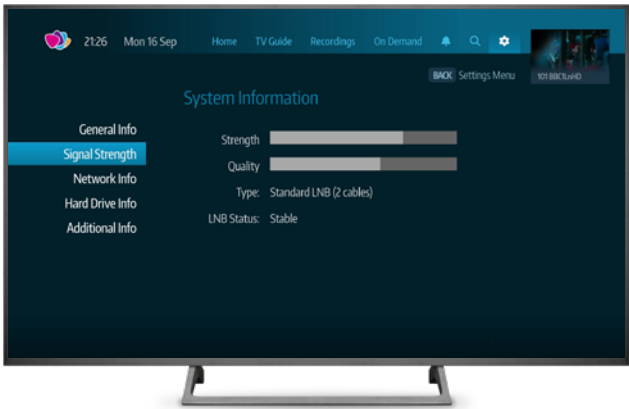 21:26 Mon 16 Sep Home TV Guide Recordings On Demand
BACK Settings Menu
101 BBC1LnHD
System Information
General Info
Signal Strength
Network Info
Hard Drive Info
Additional Info
Strength
Quality
Type: Standard LNB (2 cables)
LNB Status: Stable